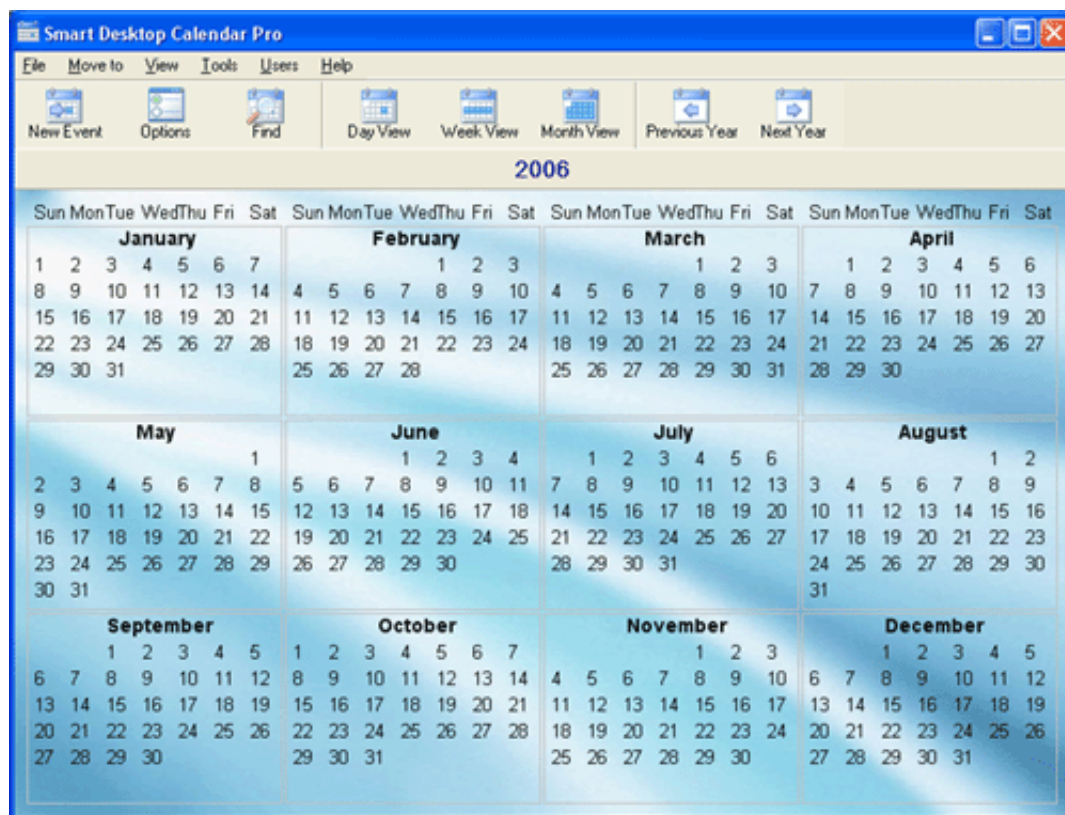 Smart Desktop Calendar Pro
File Move to View Tools Users Help
New Event Options Find Day View Week View Month View Previous Year Next Year
2006
Sun Mon Tue Wed Thu Fri Sat Sun Mon Tue Wed Thu Fri Sat Sun Mon Tue Wed Thu Fri Sat Sun Mon Tue Wed Thu Fri Sat
January
1 2 3 4 5 6 7
8 9 10 11 12 13 14
15 16 17 18 19 20 21
22 23 24 25 26 27 28
29 30 31
February
1 2 3
4 5 6 7 8 9 10
11 12 13 14 15 16 17
18 19 20 21 22 23 24
25 26 27 28
March
1 2 3
4 5 6 7 8 9 10
11 12 13 14 15 16 17
18 19 20 21 22 23 24
25 26 27 28 29 30 31
April
1 2 3 4 5 6
7 8 9 10 11 12 13
14 15 16 17 18 19 20
21 22 23 24 25 26 27
28 29 30
May
1
2 3 4 5 6 7 8
9 10 11 12 13 14 15
16 17 18 19 20 21 22
23 24 25 26 27 28 29
30 31
June
1 2 3 4
5 6 7 8 9 10 11
12 13 14 15 16 17 18
19 20 21 22 23 24 25
26 27 28 29 30
July
1 2 3 4 5 6
7 8 9 10 11 12 13
14 15 16 17 18 19 20
21 22 23 24 25 26 27
28 29 30 31
August
1 2
3 4 5 6 7 8 9
10 11 12 13 14 15 16
17 18 19 20 21 22 23
24 25 26 27 28 29 30
31
September
1 2 3 4 5
6 7 8 9 10 11 12
13 14 15 16 17 18 19
20 21 22 23 24 25 26
27 28 29 30
October
1 2 3 4 5 6 7
8 9 10 11 12 13 14
15 16 17 18 19 20 21
22 23 24 25 26 27 28
29 30 31
November
1 2 3
4 5 6 7 8 9 10
11 12 13 14 15 16 17
18 19 20 21 22 23 24
25 26 27 28 29 30
December
1 2 3 4 5
6 7 8 9 10 11 12
13 14 15 16 17 18 19
20 21 22 23 24 25 26
27 28 29 30 31